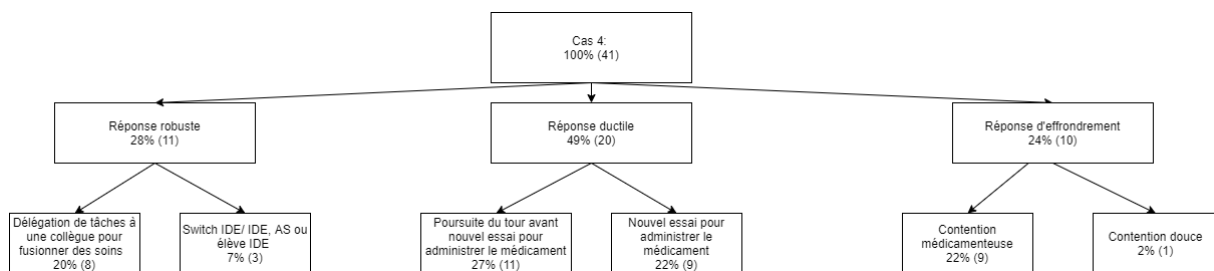 Cas 4:
100% (41)
Réponse robuste
28% (11)
Réponse ductile
49% (20)
Réponse d'effrondrement
24% (10)
Délégation de tâches à
une collègue pour
fusionner des soins
20% (8)
Switch IDE/ IDE, AS ou
élève IDE
7% (3)
Poursuite du tour avant
nouvel essai pour
administrer le médicament
27% (11)
Nouvel essai pour
administrer le
médicament
22% (9)
Contention
médicamenteuse
22% (9)
Contention douce
2% (1)